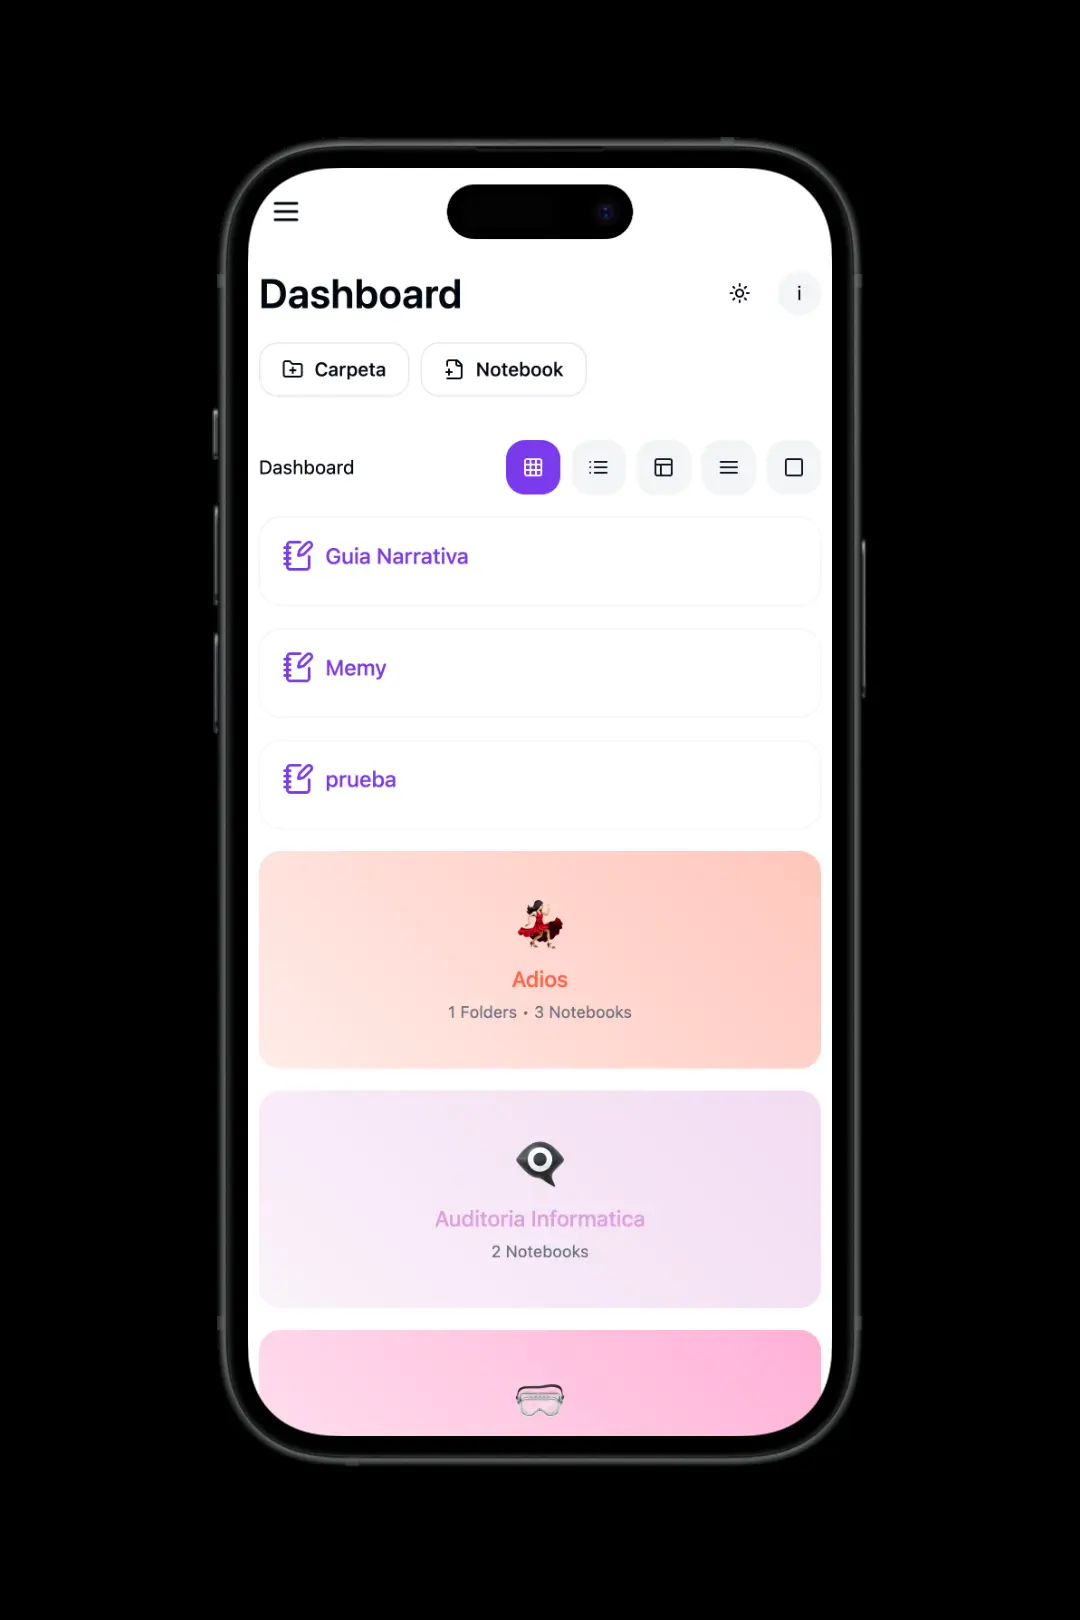 Dashboard
i
Carpeta
Notebook
Dashboard
Guia Narrativa
Memy
prueba
Adios
1 Folders • 3 Notebooks
Auditoria Informatica
2 Notebooks